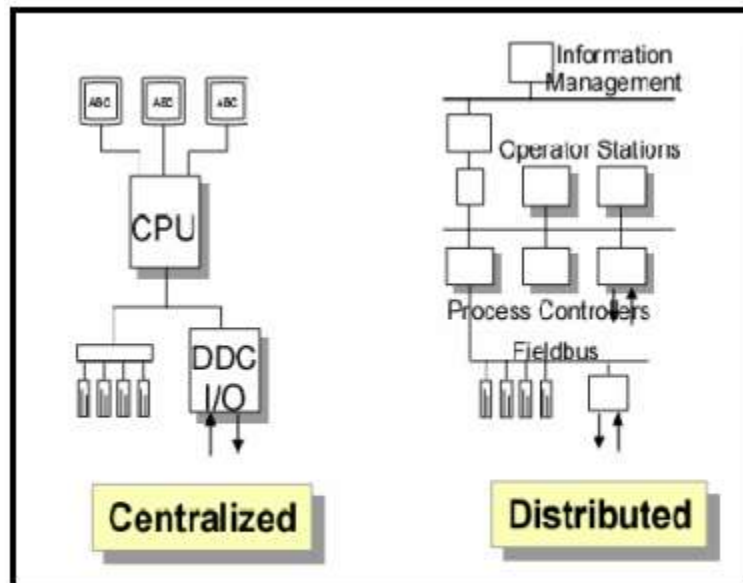 ABC ABC ABC
CPU
DDC
I/O
Centralized
Information
Management
Operator Stations
Process Controllers
Fieldbus
Distributed